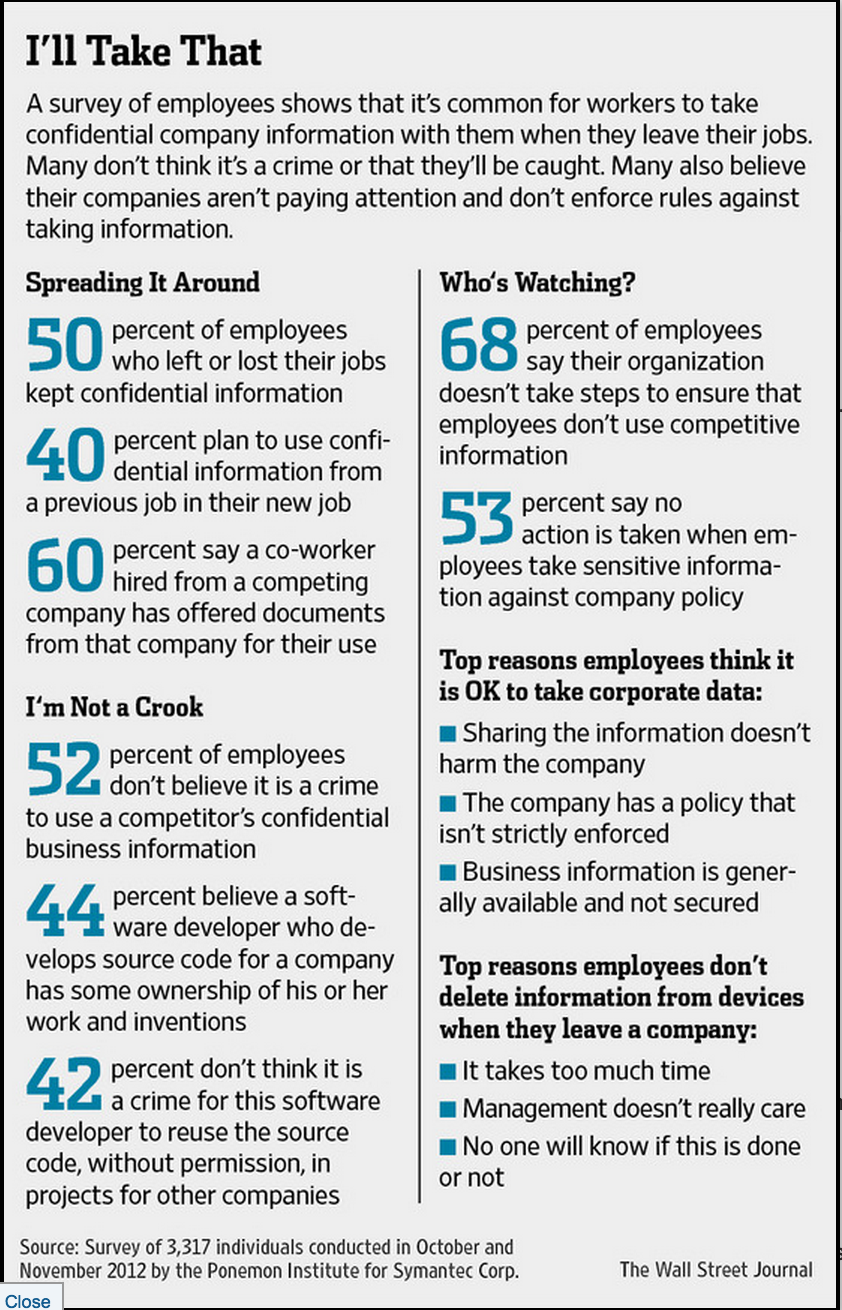 I'll Take That
A survey of employees shows that it's common for workers to take
confidential company information with them when they leave their jobs.
Many don't think it's a crime or that they'll be caught. Many also believe
their companies aren't paying attention and don't enforce rules against
taking information.
Spreading It Around
50 percent of employees
who left or lost their jobs
kept confidential information
40 percent plan to use confi-
dential information from
a previous job in their new job
60 percent say a co-worker
hired from a competing
company has offered documents
from that company for their use
I'm Not a Crook
52 percent of employees
don't believe it is a crime
to use a competitor's confidential
business information
44 percent believe a soft-
ware developer who de-
velops source code for a company
has some ownership of his or her
work and inventions
42 percent don't think it is
a crime for this software
developer to reuse the source
code, without permission, in
projects for other companies
Who's Watching?
68 percent of employees
say their organization
doesn't take steps to ensure that
employees don't use competitive
information
53 percent say no
action is taken when em-
ployees take sensitive informa-
tion against company policy
Top reasons employees think it
is OK to take corporate data:
■ Sharing the information doesn't
harm the company
■ The company has a policy that
isn't strictly enforced
■ Business information is gener-
ally available and not secured
Top reasons employees don't
delete information from devices
when they leave a company:
■ It takes too much time
■ Management doesn't really care
■ No one will know if this is done
or not
Source: Survey of 3,317 individuals conducted in October and
November 2012 by the Ponemon Institute for Symantec Corp.
The Wall Street Journal
Close